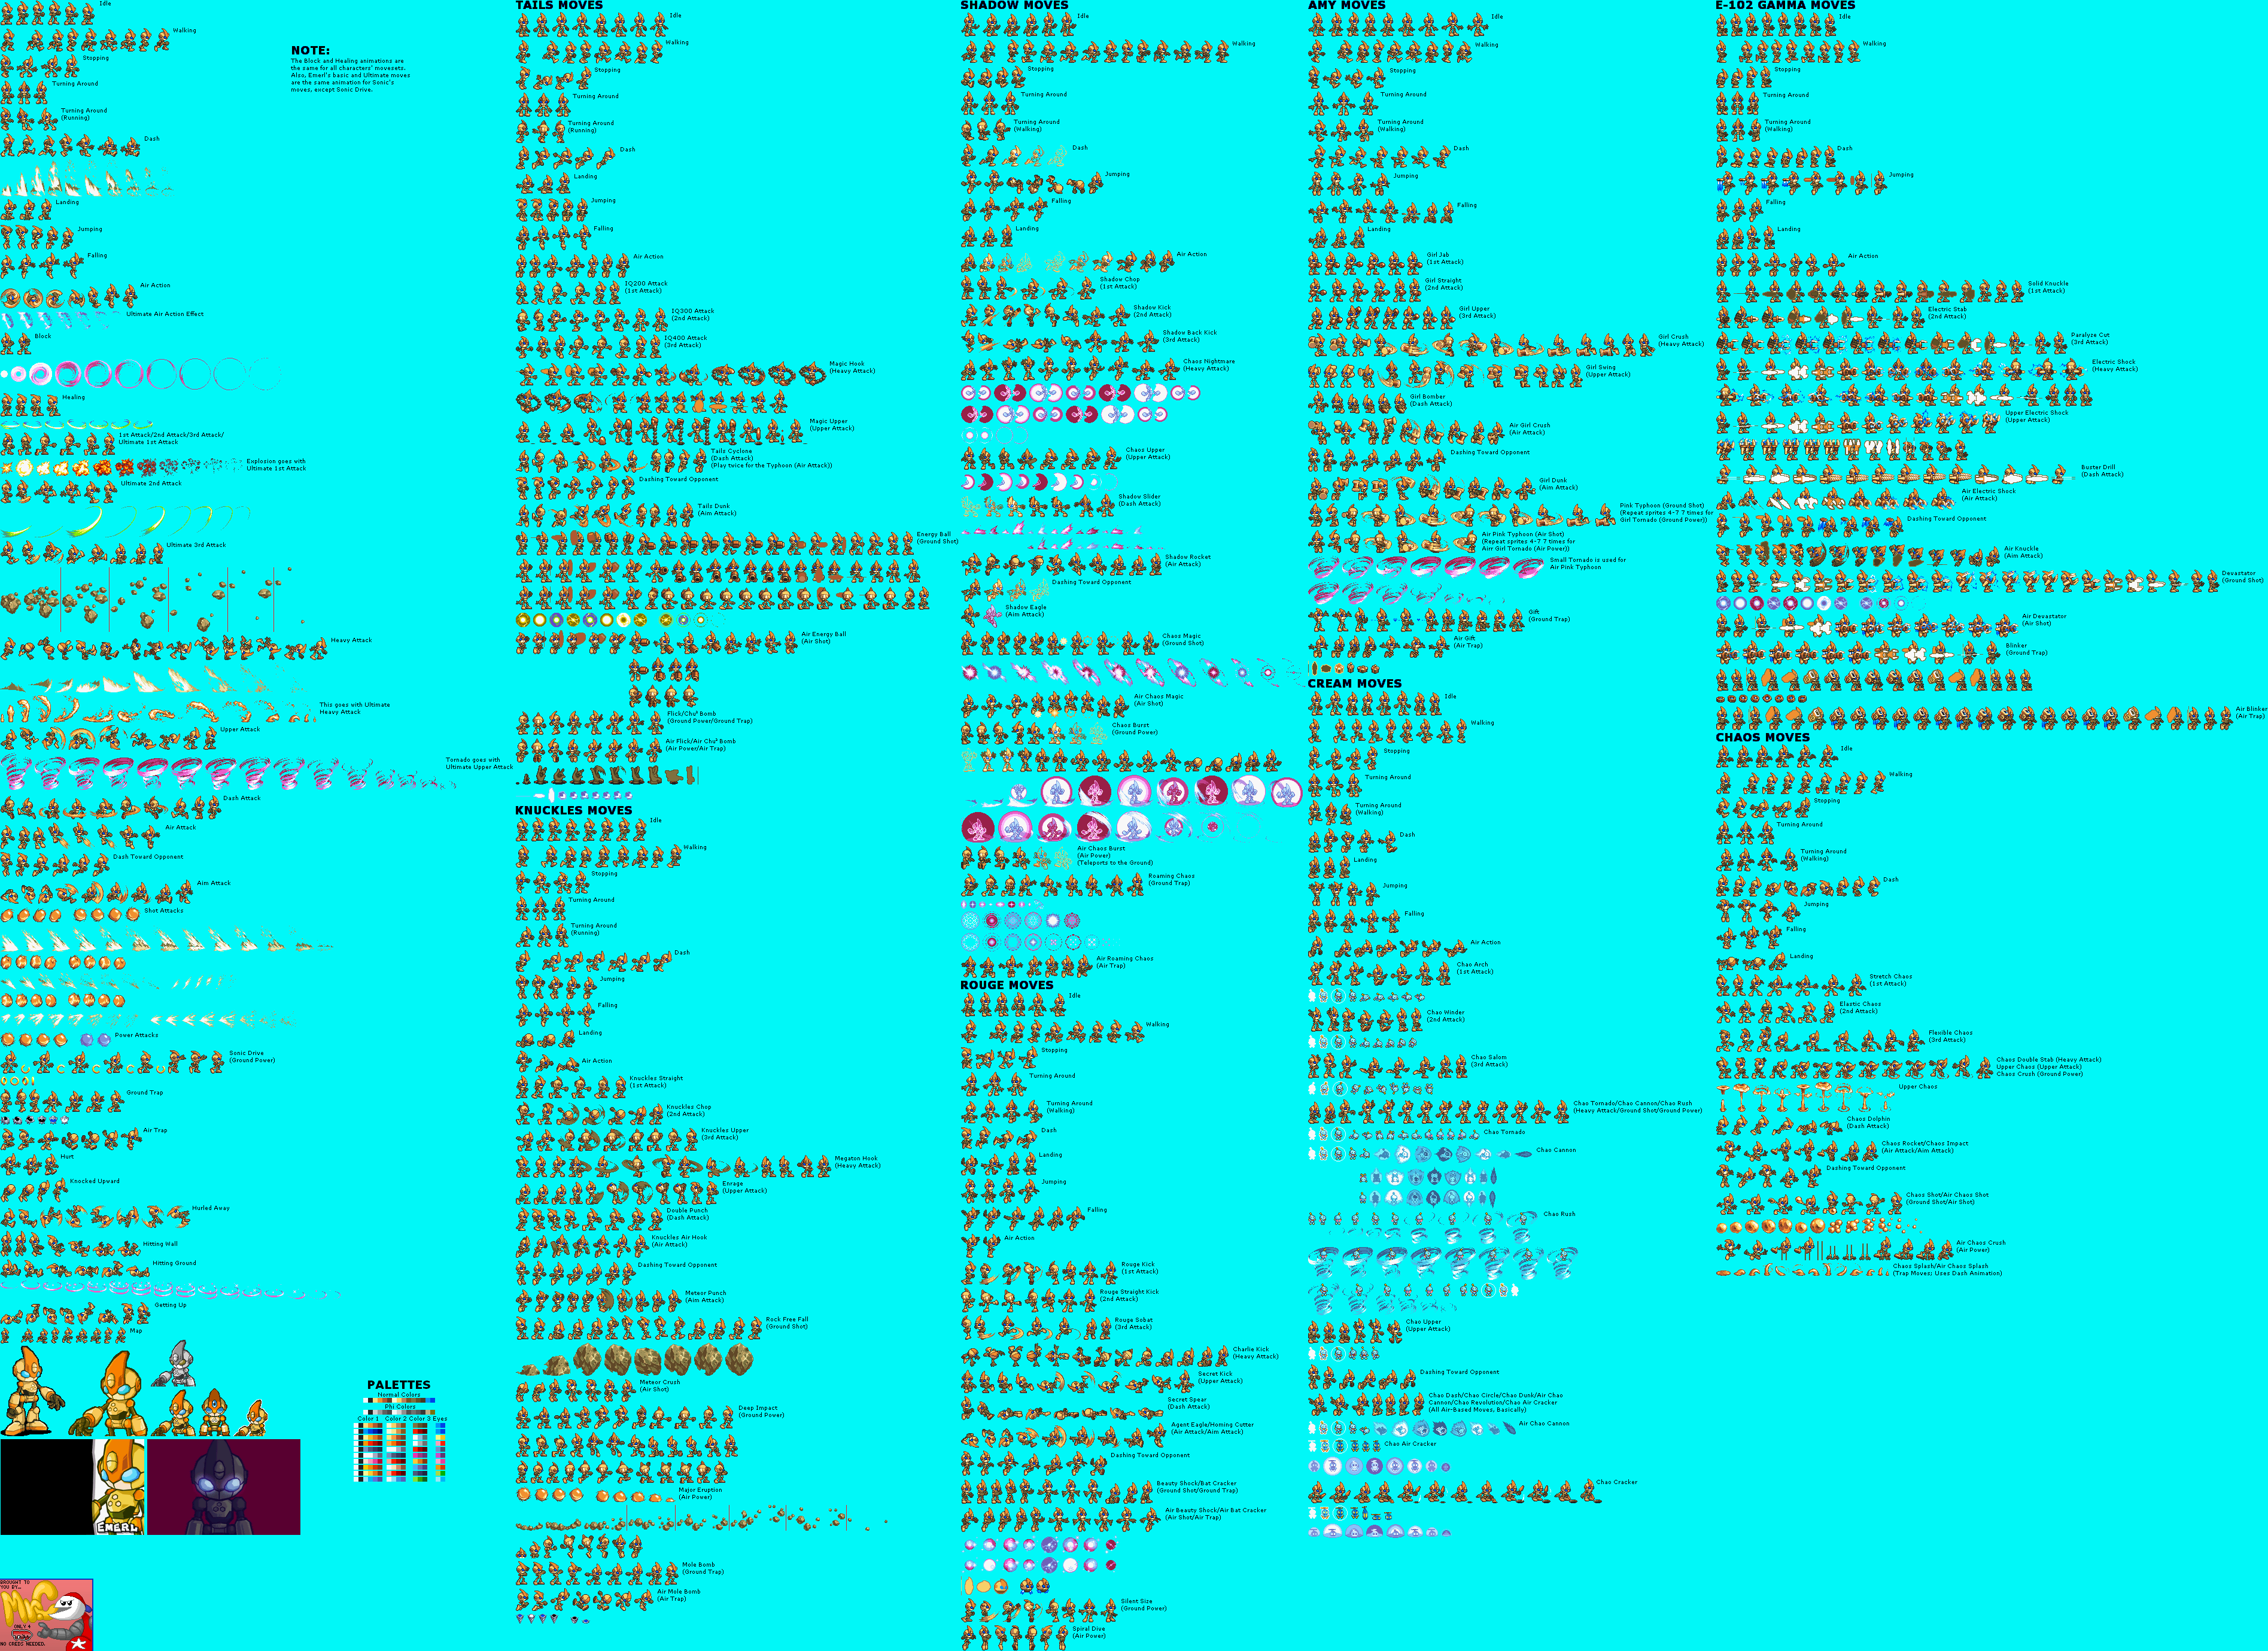 Idle
Walking
Stopping
Turning Around
Turning Around
(Running)
Dash
Landing
Jumping
Falling
Air Action
Ultimate Air Action Effect
Block
Healing
1st Attack/2nd Attack/3rd Attack/
Ultimate 1st Attack
Explosion goes with
Ultimate 1st Attack
Ultimate 2nd Attack
Ultimate 3rd Attack
Heavy Attack
This goes with Ultimate
Heavy Attack
Upper Attack
Tornado goes with
Ultimate Upper Attack
Dash Attack
Air Attack
Dash Toward Opponent
Aim Attack
Shot Attacks
Power Attacks
Sonic Drive
(Ground Power)
Ground Trap
Air Trap
Hurt
Knocked Upward
Hurled Away
Hitting Wall
Hitting Ground
Getting Up
Map
NOTE:
The Block and Healing animations are
the same for all characters' movesets.
Also, Emerl's basic and Ultimate moves
are the same animation for Sonic's
moves, except Sonic Drive.
PALETTES
Normal Colors
Phi Colors
Color 1 Color 2 Color 3 Eyes
EMERL
BROUGHT TO
YOU BY...
ONLY 4
NO CREDIT NEEDED.
TAILS MOVES
Idle
Walking
Stopping
Turning Around
Turning Around
(Running)
Dash
Landing
Jumping
Falling
Air Action
IQ200 Attack
(1st Attack)
IQ300 Attack
(2nd Attack)
IQ400 Attack
(3rd Attack)
Magic Hook
(Heavy Attack)
Magic Upper
(Upper Attack)
Tails Cyclone
(Dash Attack)
(Play twice for the Typhoon (Air Attack))
Dashing Toward Opponent
Tails Dunk
(Aim Attack)
Energy Ball
(Ground Shot)
Air Energy Ball
(Air Shot)
Flick/Chu² Bomb
(Ground Power/Ground Trap)
Air Flick/Air Chu² Bomb
(Air Power/Air Trap)
KNUCKLES MOVES
Idle
Walking
Stopping
Turning Around
Turning Around
(Running)
Dash
Jumping
Falling
Landing
Air Action
Knuckles Straight
(1st Attack)
Knuckles Chop
(2nd Attack)
Knuckles Upper
(3rd Attack)
Megaton Hook
(Heavy Attack)
Enrage
(Upper Attack)
Double Punch
(Dash Attack)
Knuckles Air Hook
(Air Attack)
Dashing Toward Opponent
Meteor Punch
(Aim Attack)
Rock Free Fall
(Ground Shot)
Meteor Crush
(Air Shot)
Deep Impact
(Ground Power)
Major Eruption
(Air Power)
Mole Bomb
(Ground Trap)
Air Mole Bomb
(Air Trap)
SHADOW MOVES
Idle
Walking
Stopping
Turning Around
Turning Around
(Walking)
Dash
Jumping
Falling
Landing
Air Action
Shadow Chop
(1st Attack)
Shadow Kick
(2nd Attack)
Shadow Back Kick
(3rd Attack)
Chaos Nightmare
(Heavy Attack)
Chaos Upper
(Upper Attack)
Shadow Slider
(Dash Attack)
Shadow Rocket
(Air Attack)
Dashing Toward Opponent
Shadow Eagle
(Aim Attack)
Chaos Magic
(Ground Shot)
Air Chaos Magic
(Air Shot)
Chaos Burst
(Ground Power)
Air Chaos Burst
(Air Power)
(Teleports to the Ground)
Roaming Chaos
(Ground Trap)
Air Roaming Chaos
(Air Trap)
ROUGE MOVES
Idle
Walking
Stopping
Turning Around
Turning Around
(Walking)
Dash
Landing
Jumping
Falling
Air Action
Rouge Kick
(1st Attack)
Rouge Straight Kick
(2nd Attack)
Rouge Sobat
(3rd Attack)
Charlie Kick
(Heavy Attack)
Secret Kick
(Upper Attack)
Secret Spear
(Dash Attack)
Agent Eagle/Homing Cutter
(Air Attack/Aim Attack)
Dashing Toward Opponent
Beauty Shock/Bat Cracker
(Ground Shot/Ground Trap)
Air Beauty Shock/Air Bat Cracker
(Air Shot/Air Trap)
Silent Size
(Ground Power)
Spiral Dive
(Air Power)
AMY MOVES
Idle
Walking
Stopping
Turning Around
Turning Around
(Walking)
Dash
Jumping
Falling
Landing
Girl Jab
(1st Attack)
Girl Straight
(2nd Attack)
Girl Upper
(3rd Attack)
Girl Crush
(Heavy Attack)
Girl Swing
(Upper Attack)
Girl Bomber
(Dash Attack)
Air Girl Crush
(Air Attack)
Dashing Toward Opponent
Girl Dunk
(Aim Attack)
Pink Typhoon (Ground Shot)
(Repeat sprites 4-7 7 times for
Girl Tornado (Ground Power))
Air Pink Typhoon (Air Shot)
(Repeat sprites 4-7 7 times for
Airr Girl Tornado (Air Power))
Small Tornado is used for
Air Pink Typhoon
Gift
(Ground Trap)
Air Gift
(Air Trap)
CREAM MOVES
Idle
Walking
Stopping
Turning Around
Turning Around
(Walking)
Dash
Landing
Jumping
Falling
Air Action
Chao Arch
(1st Attack)
Chao Winder
(2nd Attack)
Chao Salom
(3rd Attack)
Chao Tornado/Chao Cannon/Chao Rush
(Heavy Attack/Ground Shot/Ground Power)
Chao Tornado
Chao Cannon
Chao Rush
Chao Upper
(Upper Attack)
Dashing Toward Opponent
Chao Dash/Chao Circle/Chao Dunk/Air Chao
Cannon/Chao Revolution/Chao Air Cracker
(All Air-Based Moves, Basically)
Air Chao Cannon
Chao Air Cracker
Chao Cracker
E-102 GAMMA MOVES
Idle
Walking
Stopping
Turning Around
Turning Around
(Walking)
Dash
Jumping
Falling
Landing
Air Action
Solid Knuckle
(1st Attack)
Electric Stab
(2nd Attack)
Paralyze Cut
(3rd Attack)
Electric Shock
(Heavy Attack)
Upper Electric Shock
(Upper Attack)
Buster Drill
(Dash Attack)
Air Electric Shock
(Air Attack)
Dashing Toward Opponent
Air Knuckle
(Aim Attack)
Devastator
(Ground Shot)
Air Devastator
(Air Shot)
Blinker
(Ground Trap)
Air Blinker
(Air Trap)
CHAOS MOVES
Idle
Walking
Stopping
Turning Around
Turning Around
(Walking)
Dash
Jumping
Falling
Landing
Stretch Chaos
(1st Attack)
Elastic Chaos
(2nd Attack)
Flexible Chaos
(3rd Attack)
Chaos Double Stab (Heavy Attack)
Upper Chaos (Upper Attack)
Chaos Crush (Ground Power)
Upper Chaos
Chaos Dolphin
(Dash Attack)
Chaos Rocket/Chaos Impact
(Air Attack/Aim Attack)
Dashing Toward Opponent
Chaos Shot/Air Chaos Shot
(Ground Shot/Air Shot)
Air Chaos Crush
(Air Power)
Chaos Splash/Air Chaos Splash
(Trap Moves; Uses Dash Animation)